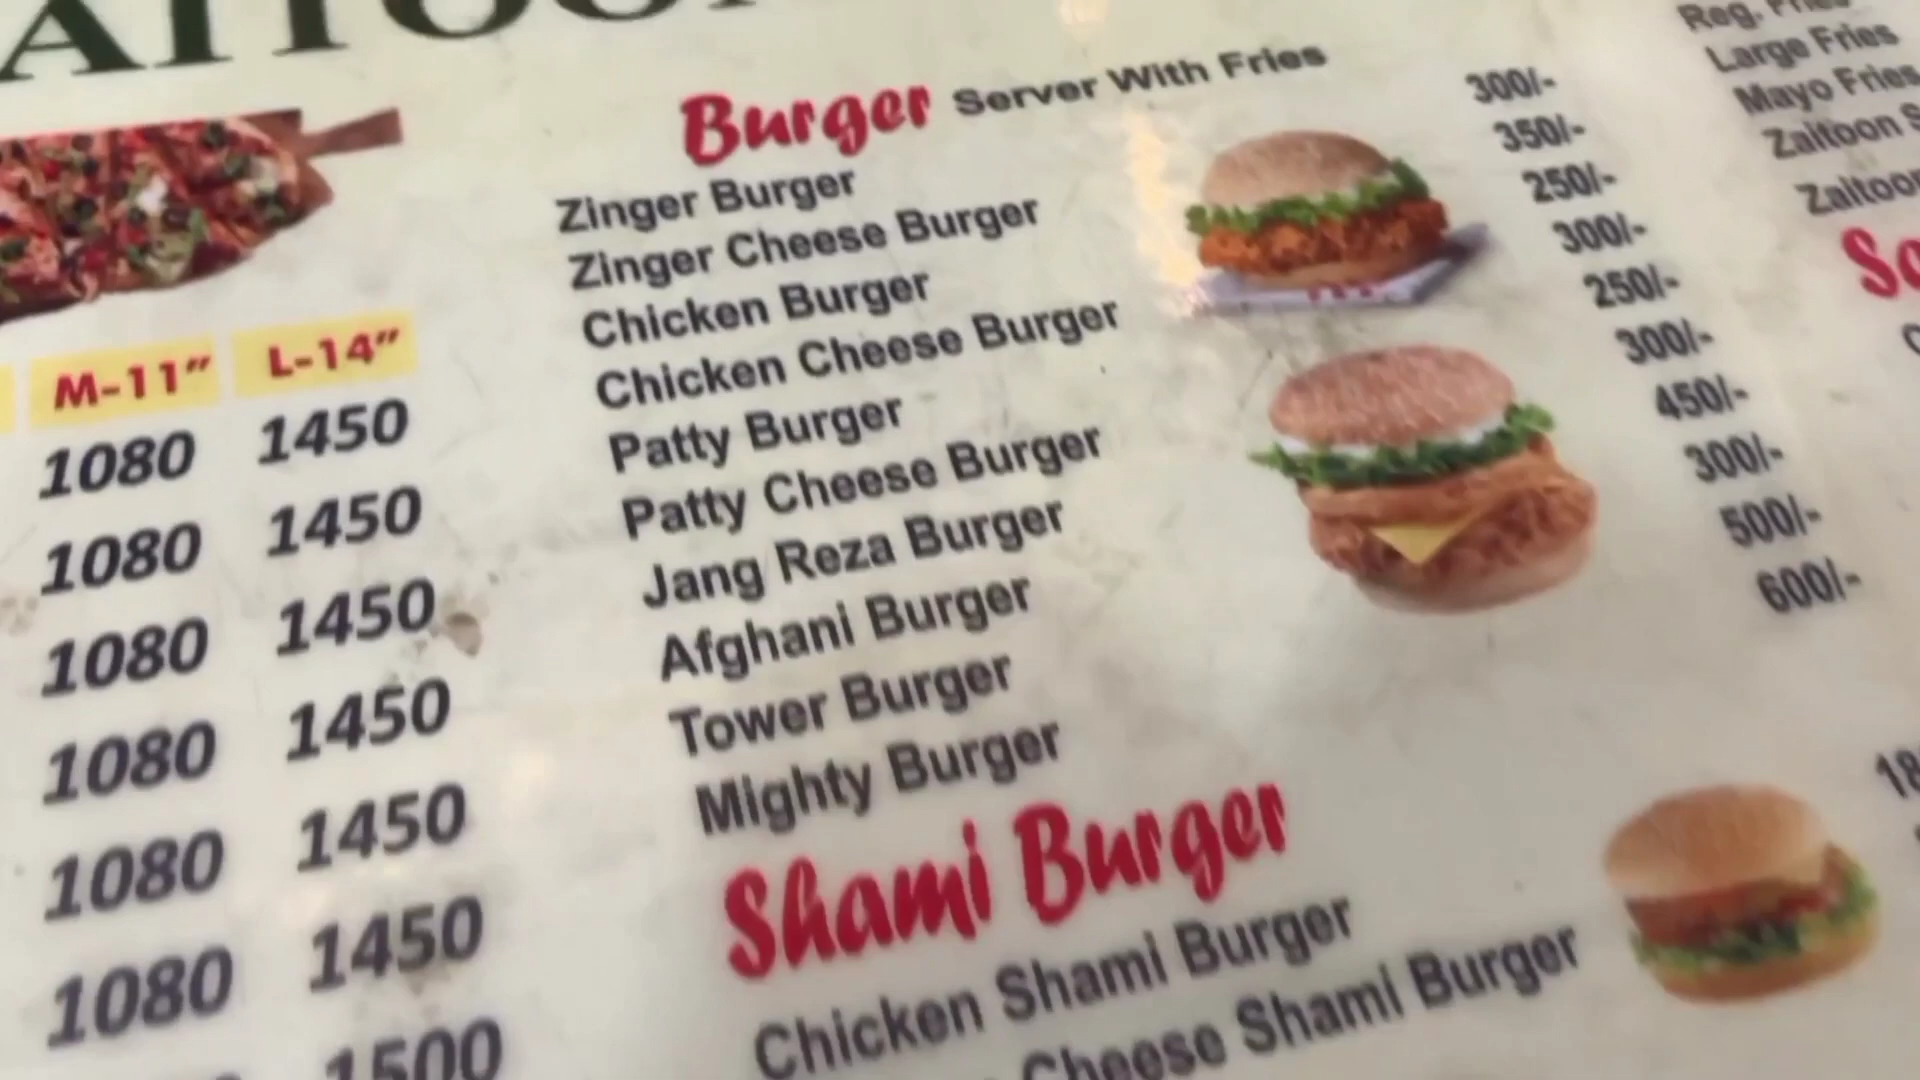 Burger Server With Fries
Zinger Burger 300/-
Zinger Cheese Burger 350/-
Chicken Burger 250/-
Chicken Cheese Burger 300/-
Patty Burger 250/-
Patty Cheese Burger 300/-
Jang Reza Burger 450/-
Afghani Burger 300/-
Tower Burger 500/-
Mighty Burger 600/-
Shami Burger
Chicken Shami Burger
Cheese Shami Burger
M-11” L-14”
1080 1450
1080 1450
1080 1450
1080 1450
1080 1450
1080 1450
1500
Reg. Fries
Large Fries
Mayo Fries
Zaitoon
Zaitoon